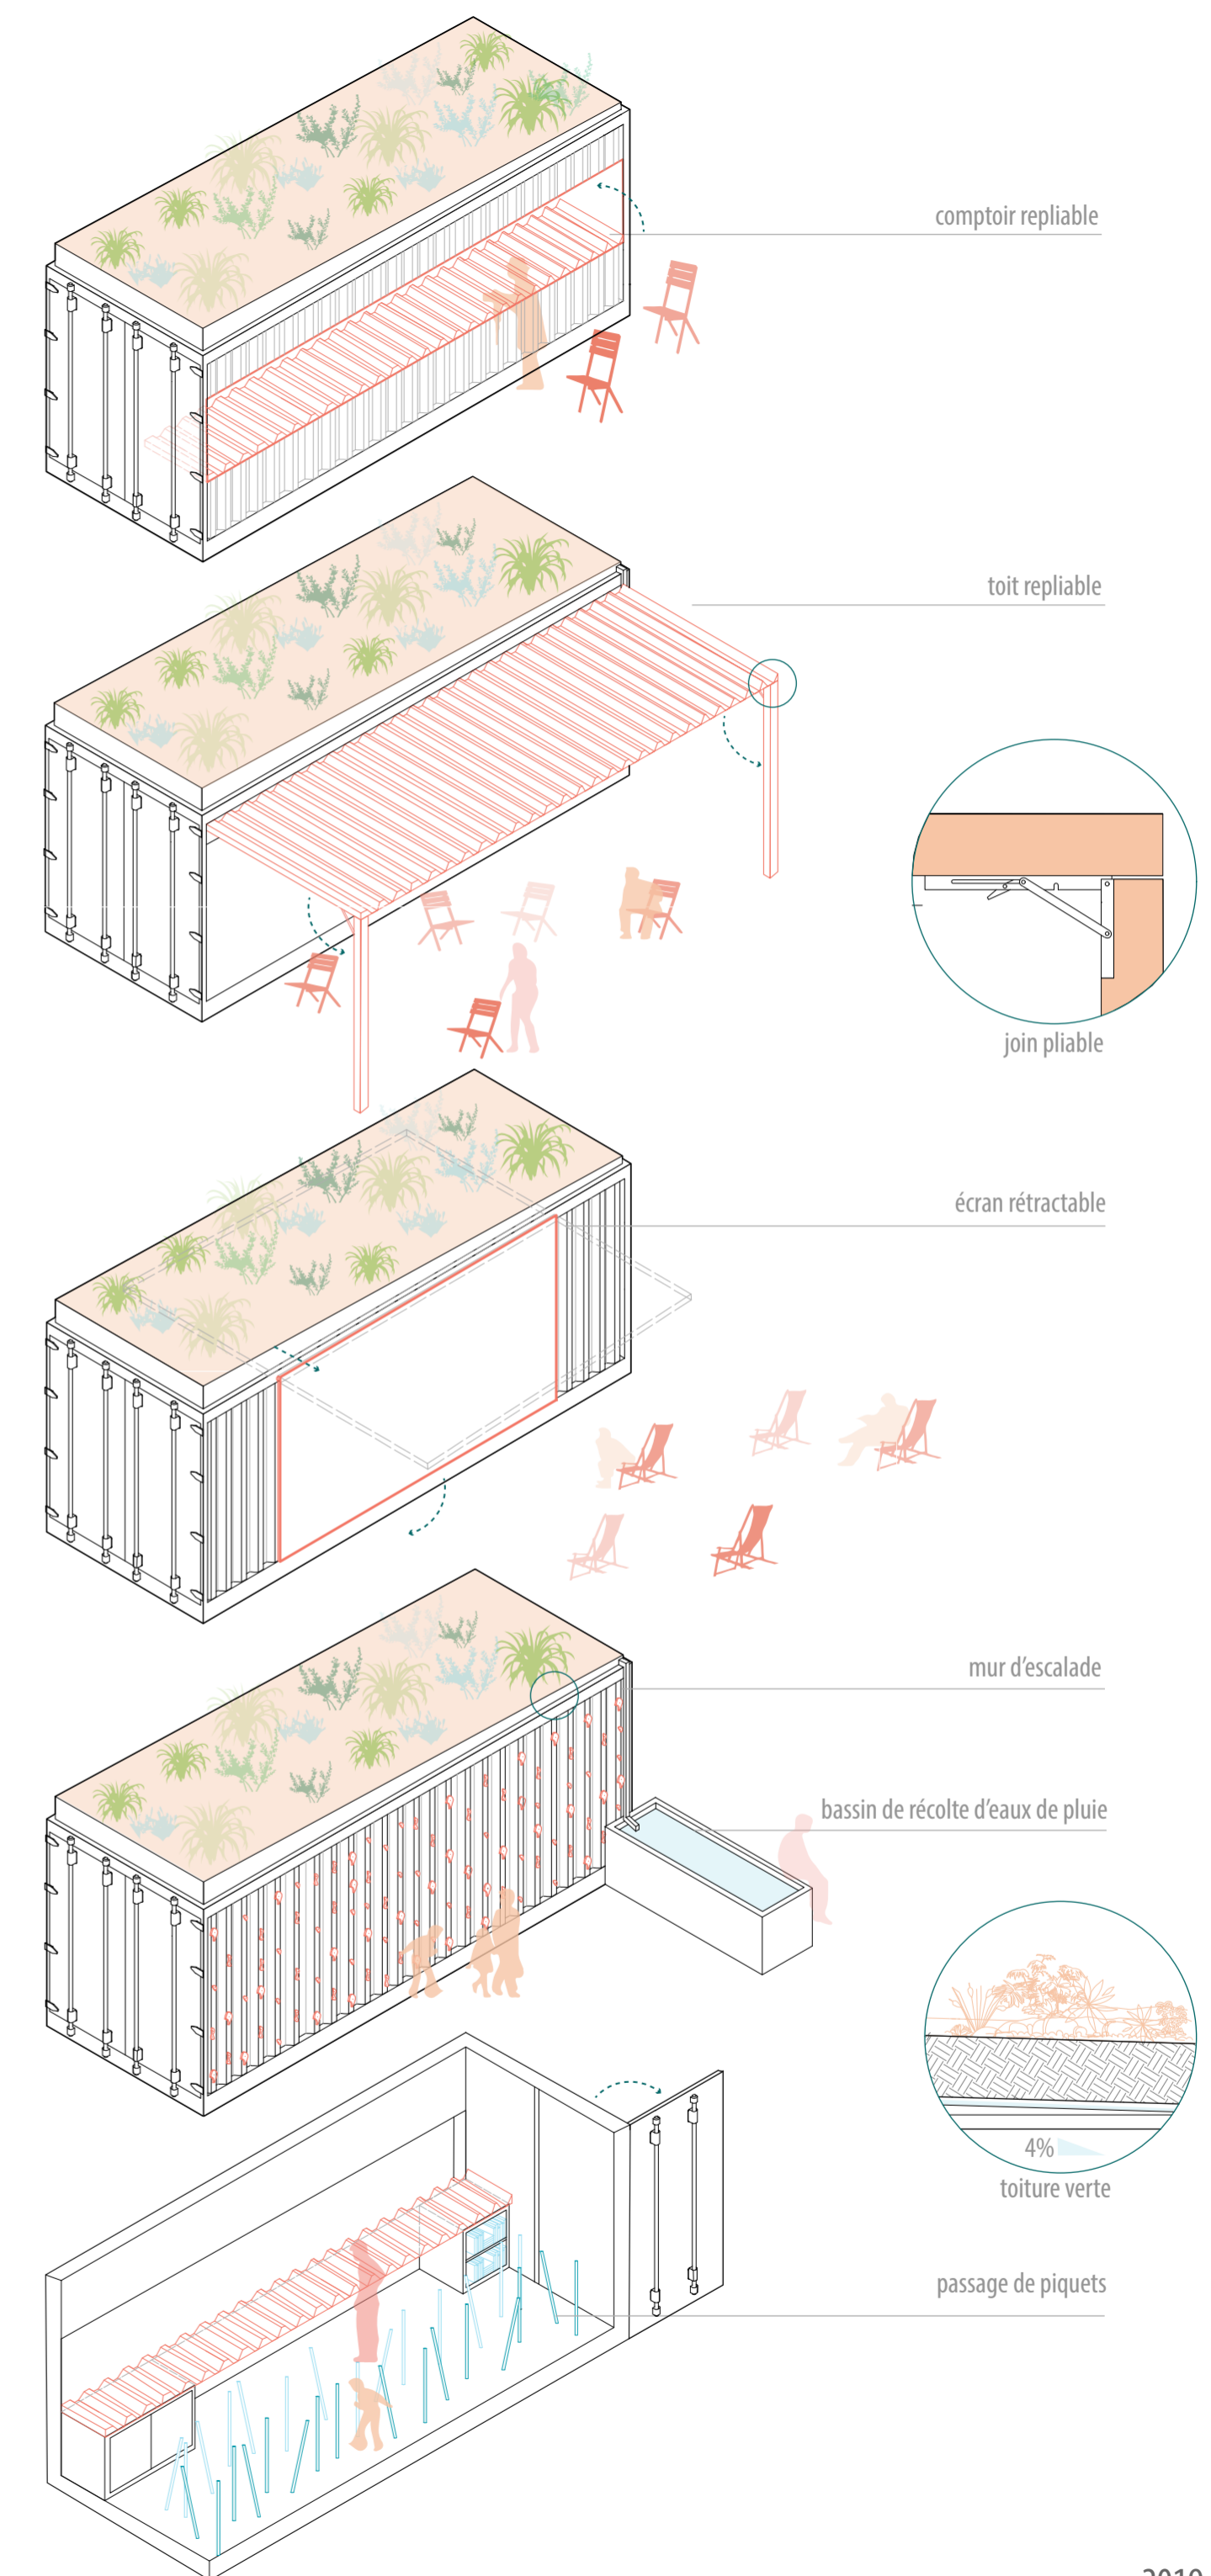 comptoir repliable
toit repliable
join pliable
écran rétractable
mur d'escalade
bassin de récolte d'eaux de pluie
4%
toiture verte
passage de piquets